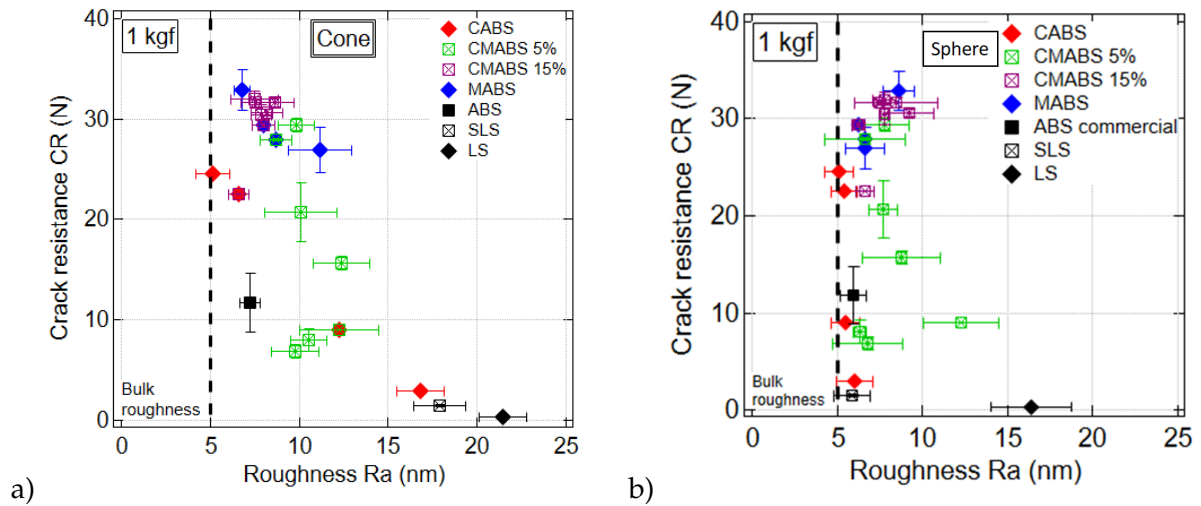 1 kgf
Cone
CABS
CMABS 5%
CMABS 15%
MABS
ABS
SLS
LS
Crack resistance CR (N)
40
30
20
10
0
Bulk
roughness
0 5 10 15 20 25
Roughness Ra (nm)
a)
1 kgf
Sphere
CABS
CMABS 5%
CMABS 15%
MABS
ABS commercial
SLS
LS
Crack resistance CR (N)
40
30
20
10
0
Bulk
roughness
0 5 10 15 20 25
Roughness Ra (nm)
b)